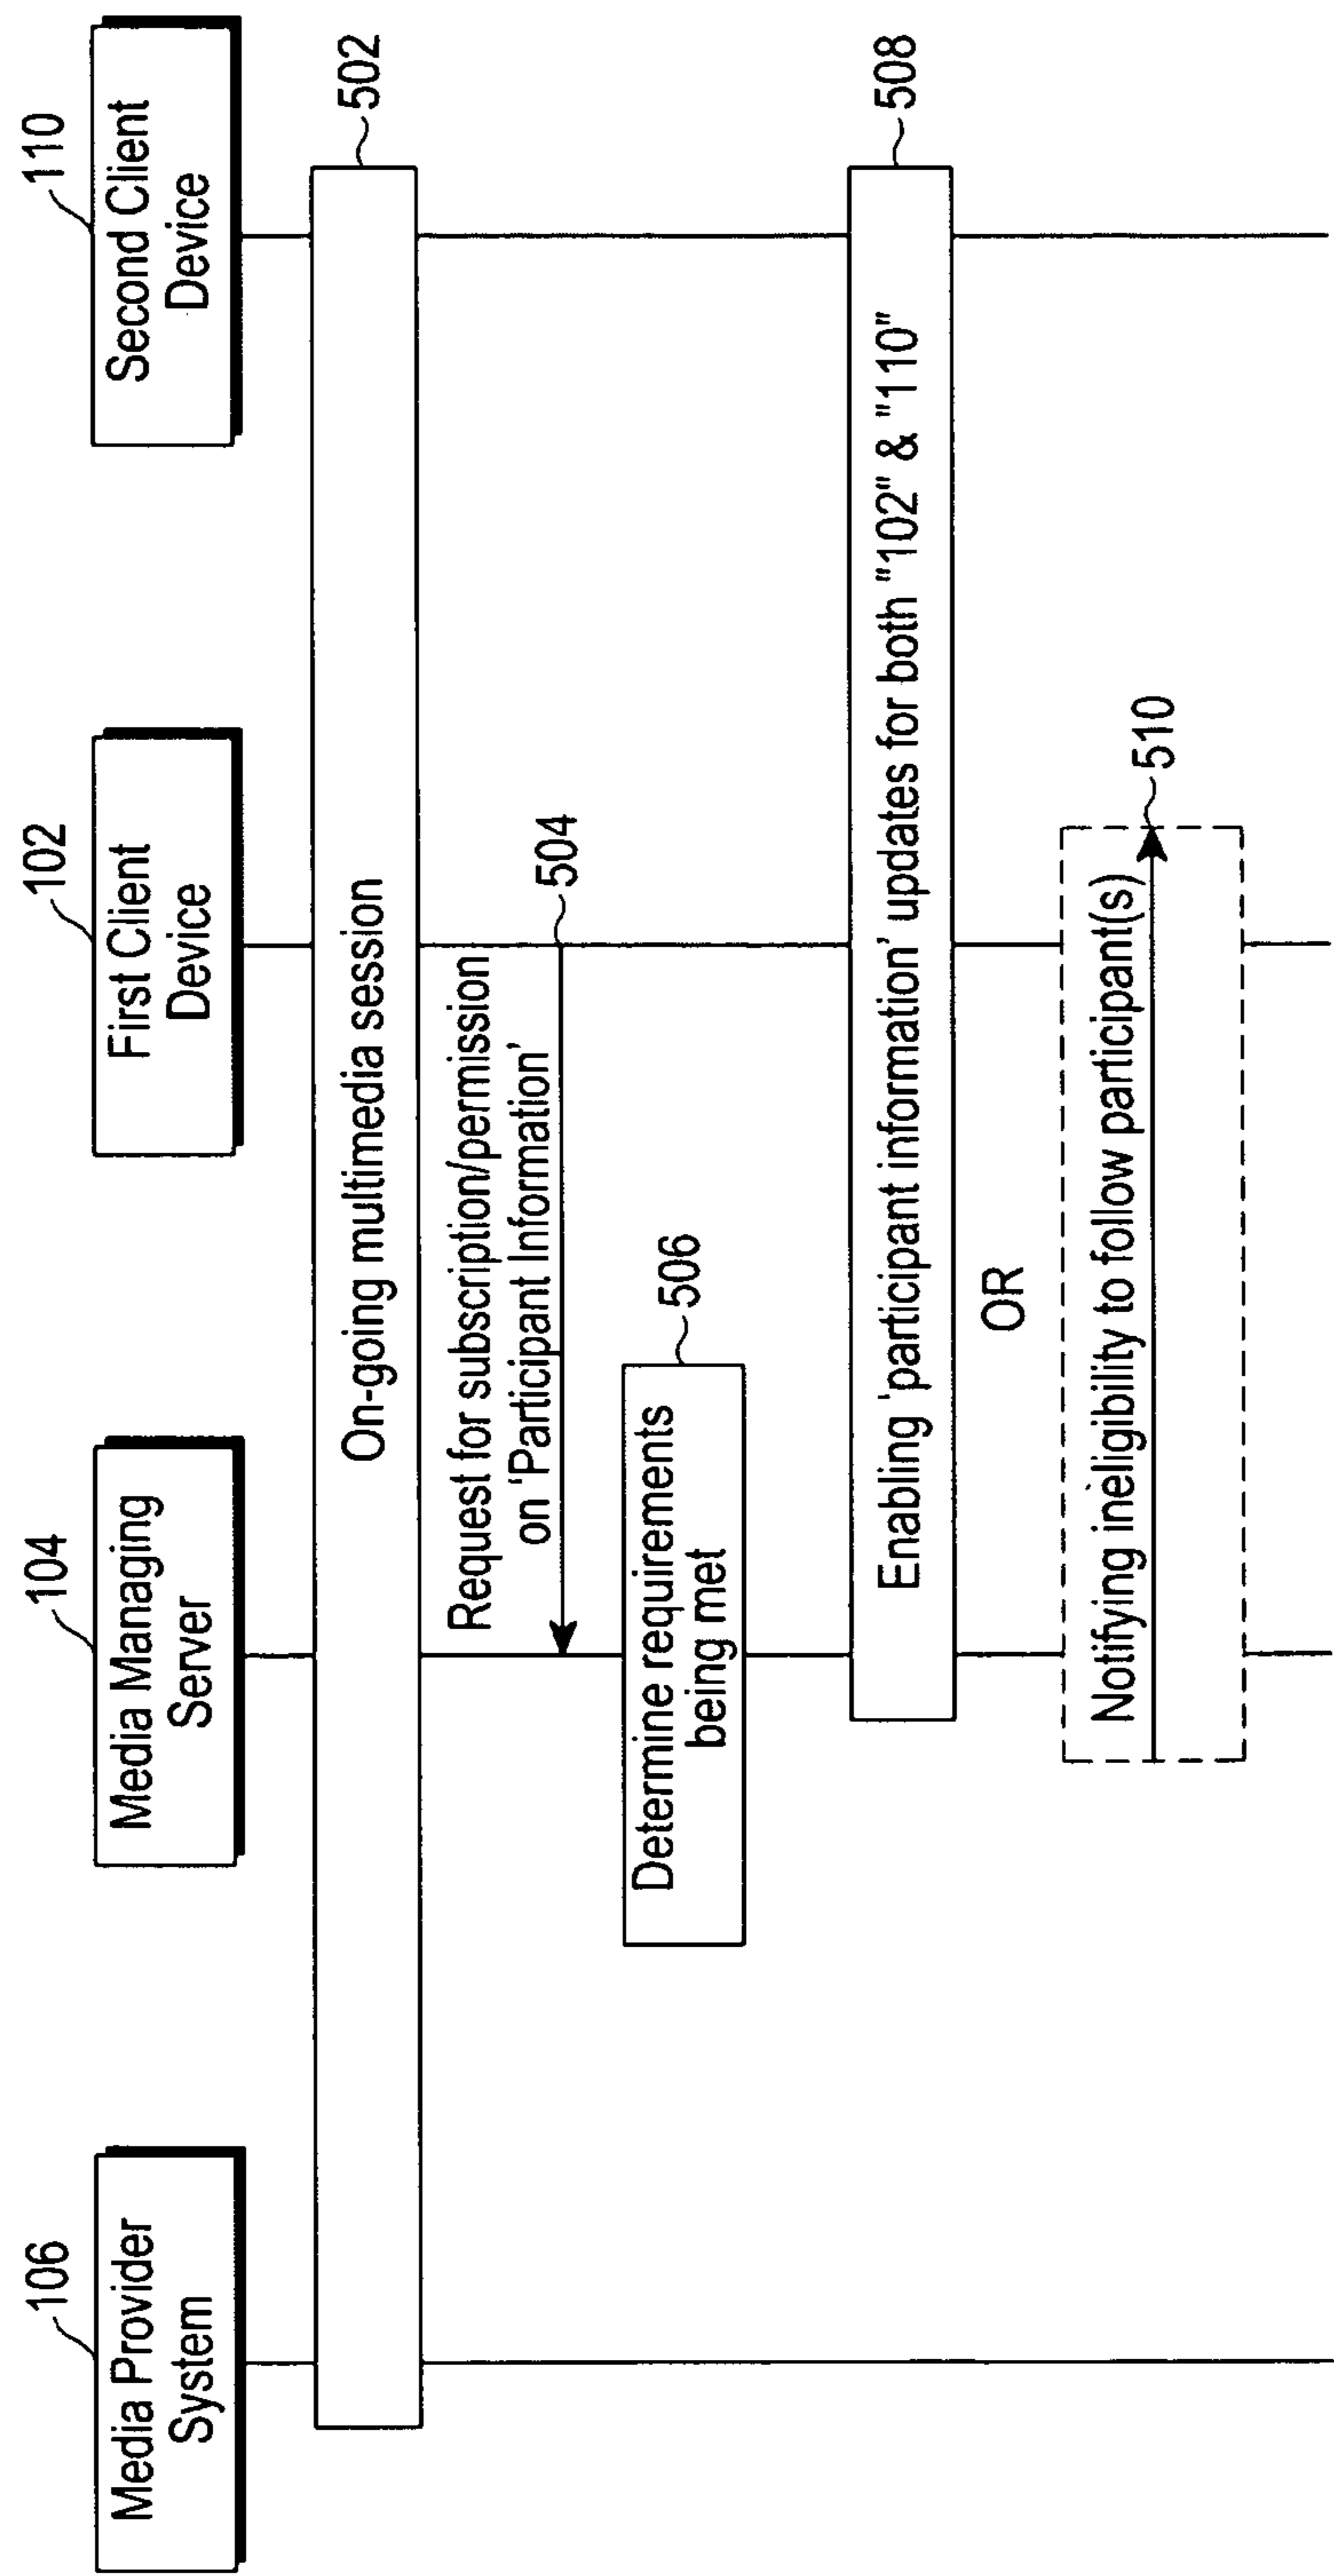 106
Media Provider
System
104
Media Managing
Server
102
First Client
Device
110
Second Client
Device
On-going multimedia session
502
Request for subscription/permission
on 'Participant Information'
504
Determine requirements
being met
506
Enabling 'participant information' updates for both "102" & "110"
508
OR
Notifying ineligibility to follow participant(s)
510